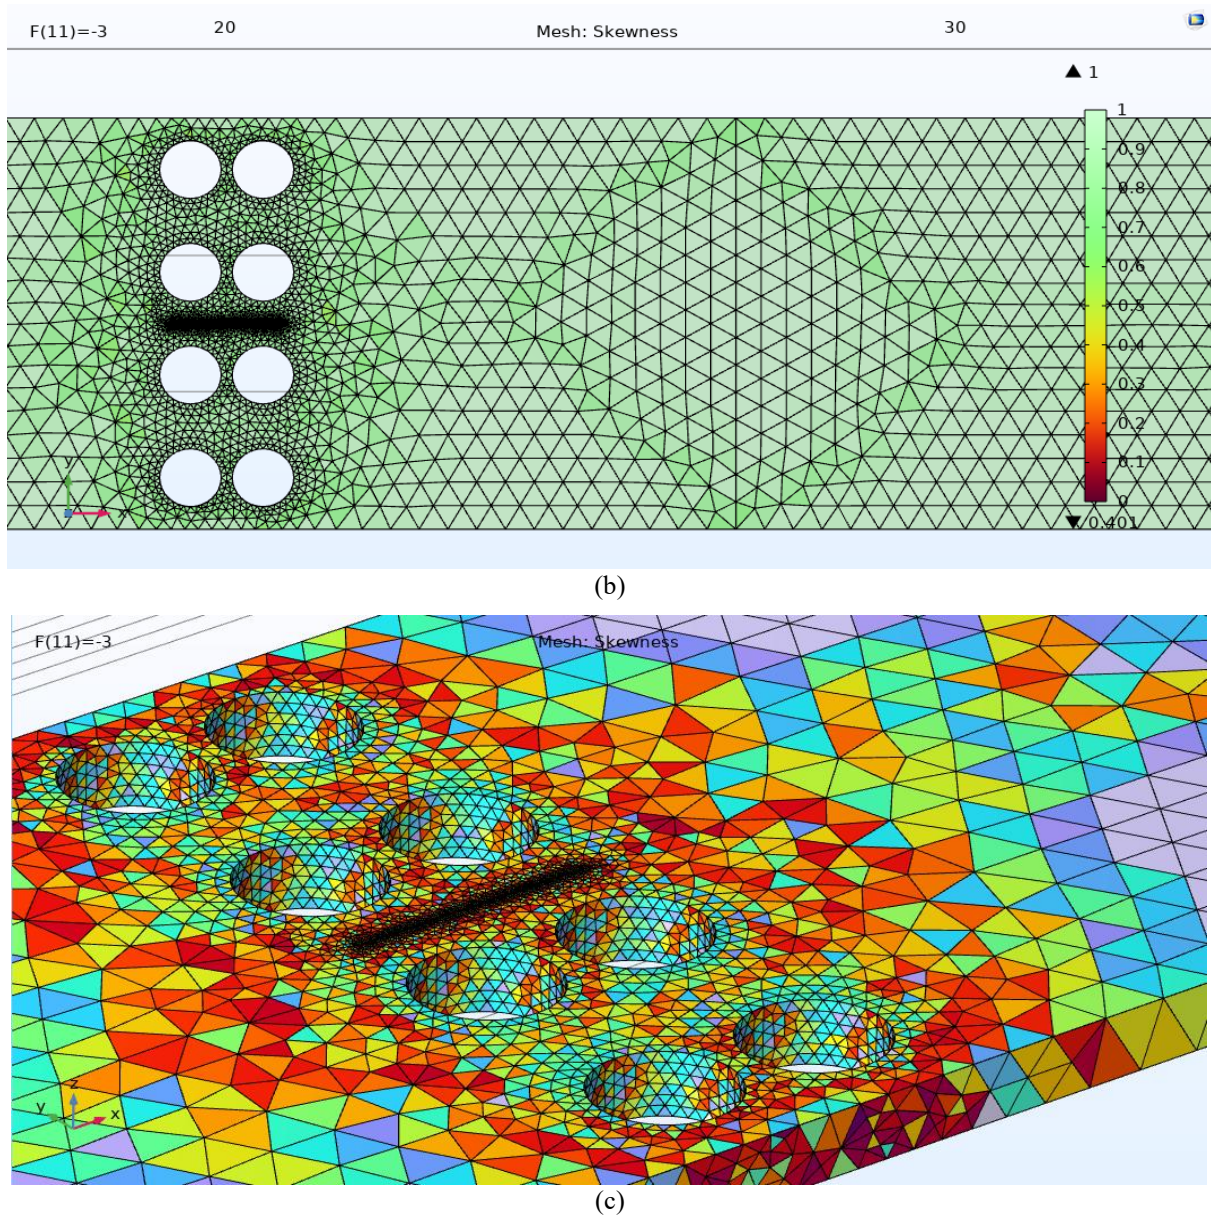 F(11)=-3 20 Mesh: Skewness 30
▲ 1
1
0.9
0.8
0.7
0.6
0.5
0.4
0.3
0.2
0.1
0
▼ 0.401
y
x
(b)
F(11)=-3 Mesh: Skewness
z
y
x
(c)